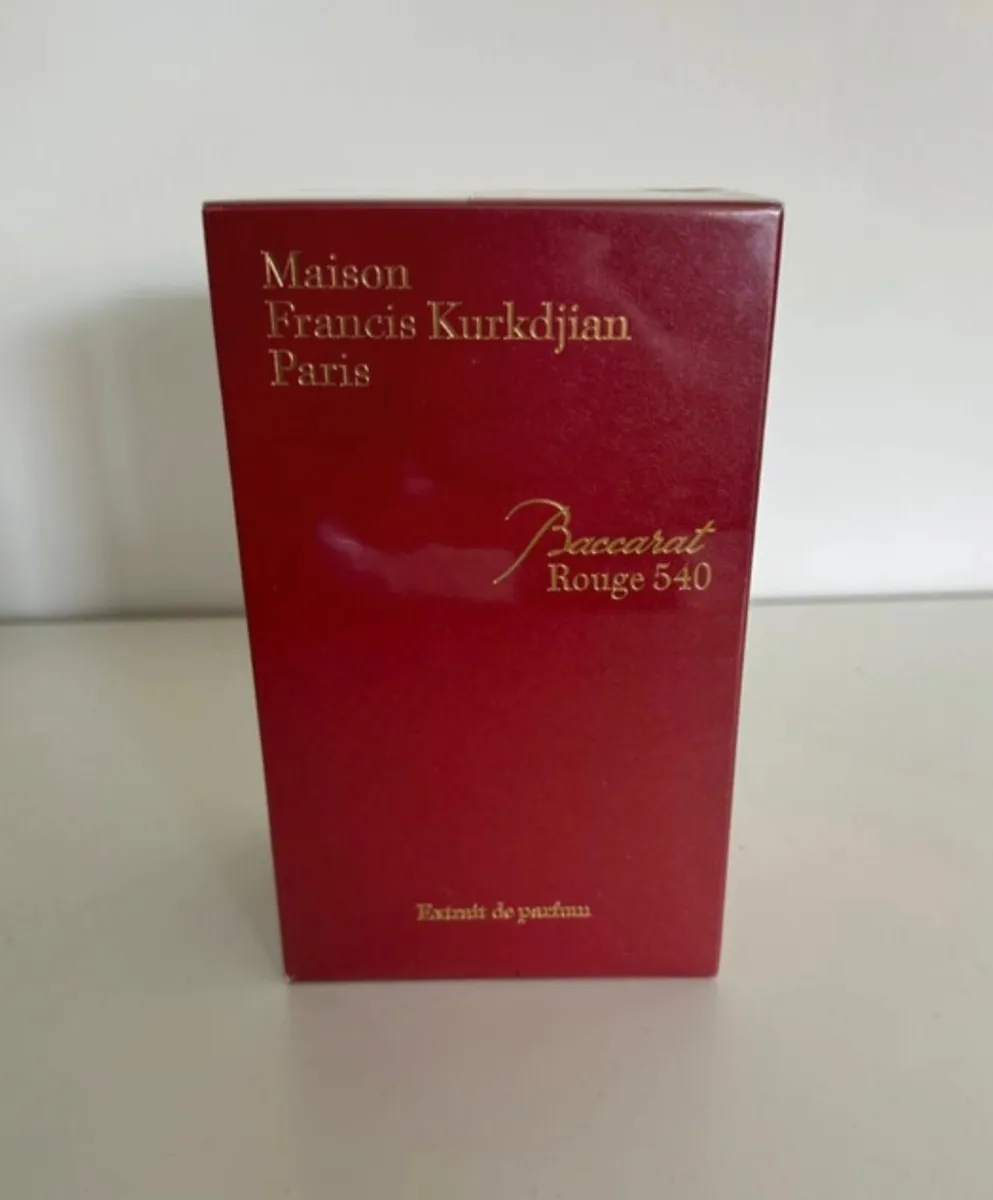 Maison
Francis Kurkdjian
Paris
Baccarat
Rouge 540
Extrait de parfum